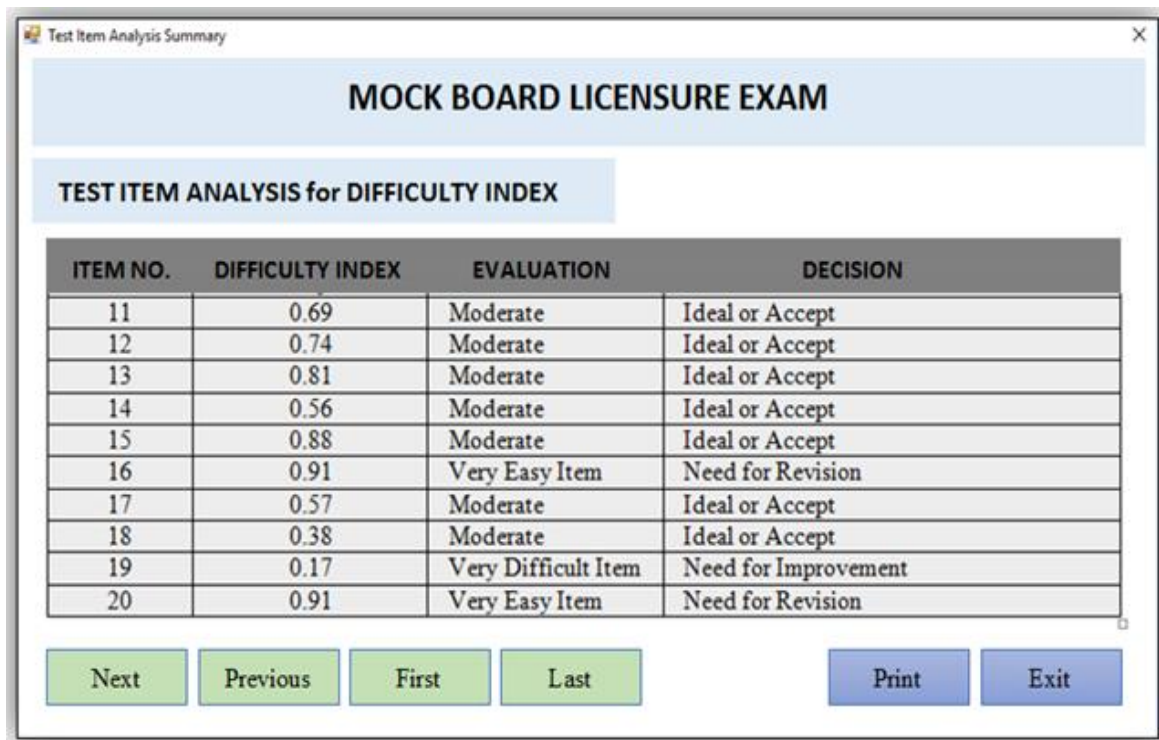 Test Item Analysis Summary
MOCK BOARD LICENSURE EXAM
TEST ITEM ANALYSIS for DIFFICULTY INDEX
ITEM NO. DIFFICULTY INDEX EVALUATION DECISION
11 0.69 Moderate Ideal or Accept
12 0.74 Moderate Ideal or Accept
13 0.81 Moderate Ideal or Accept
14 0.56 Moderate Ideal or Accept
15 0.88 Moderate Ideal or Accept
16 0.91 Very Easy Item Need for Revision
17 0.57 Moderate Ideal or Accept
18 0.38 Moderate Ideal or Accept
19 0.17 Very Difficult Item Need for Improvement
20 0.91 Very Easy Item Need for Revision
Next Previous First Last Print Exit